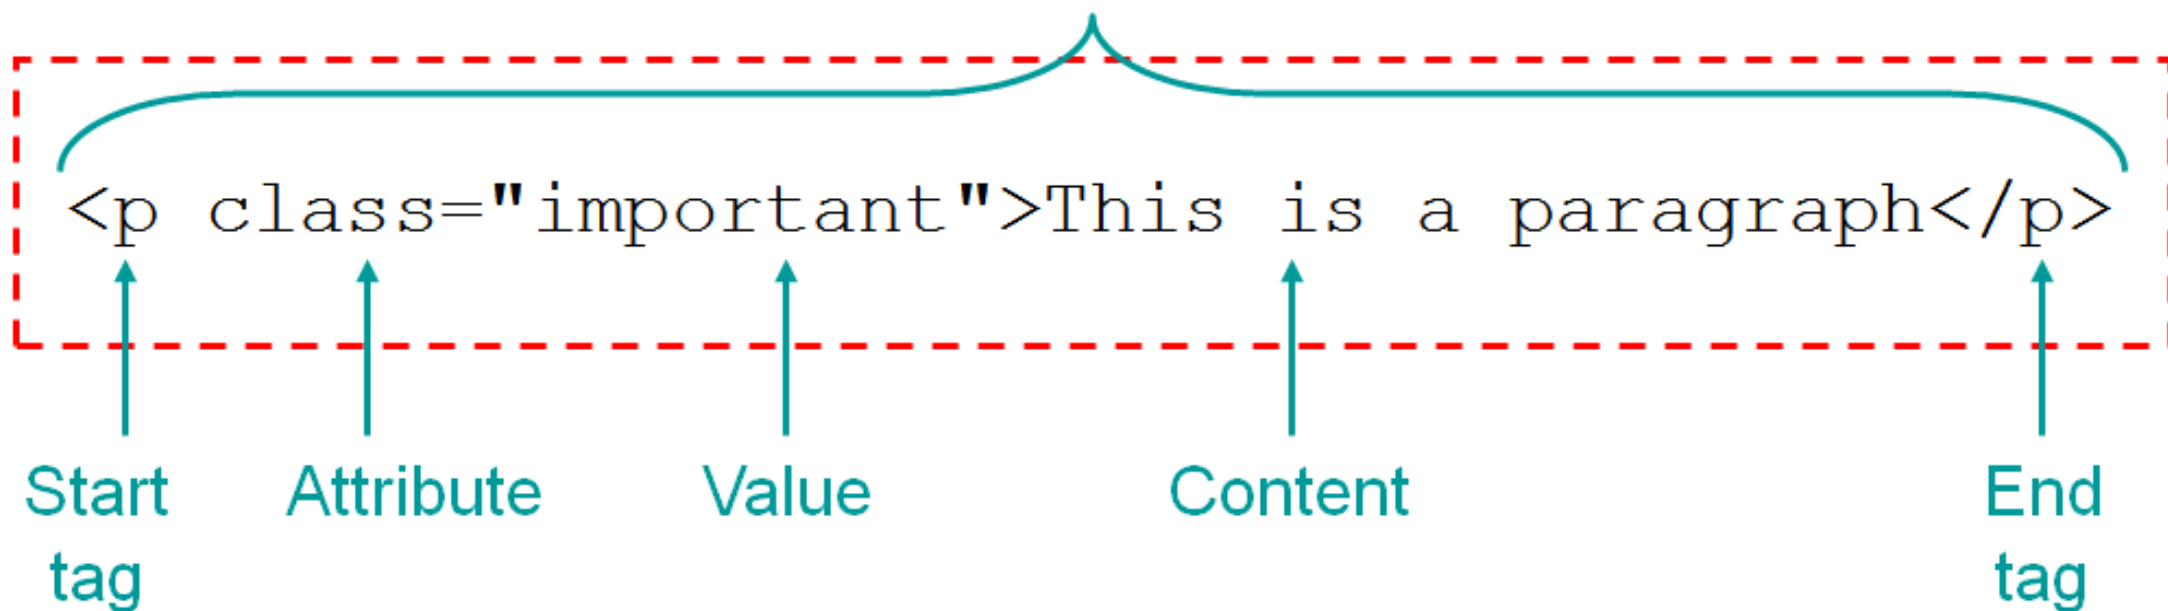 <p class="important">This is a paragraph</p>
Start tag
Attribute
Value
Content
End tag